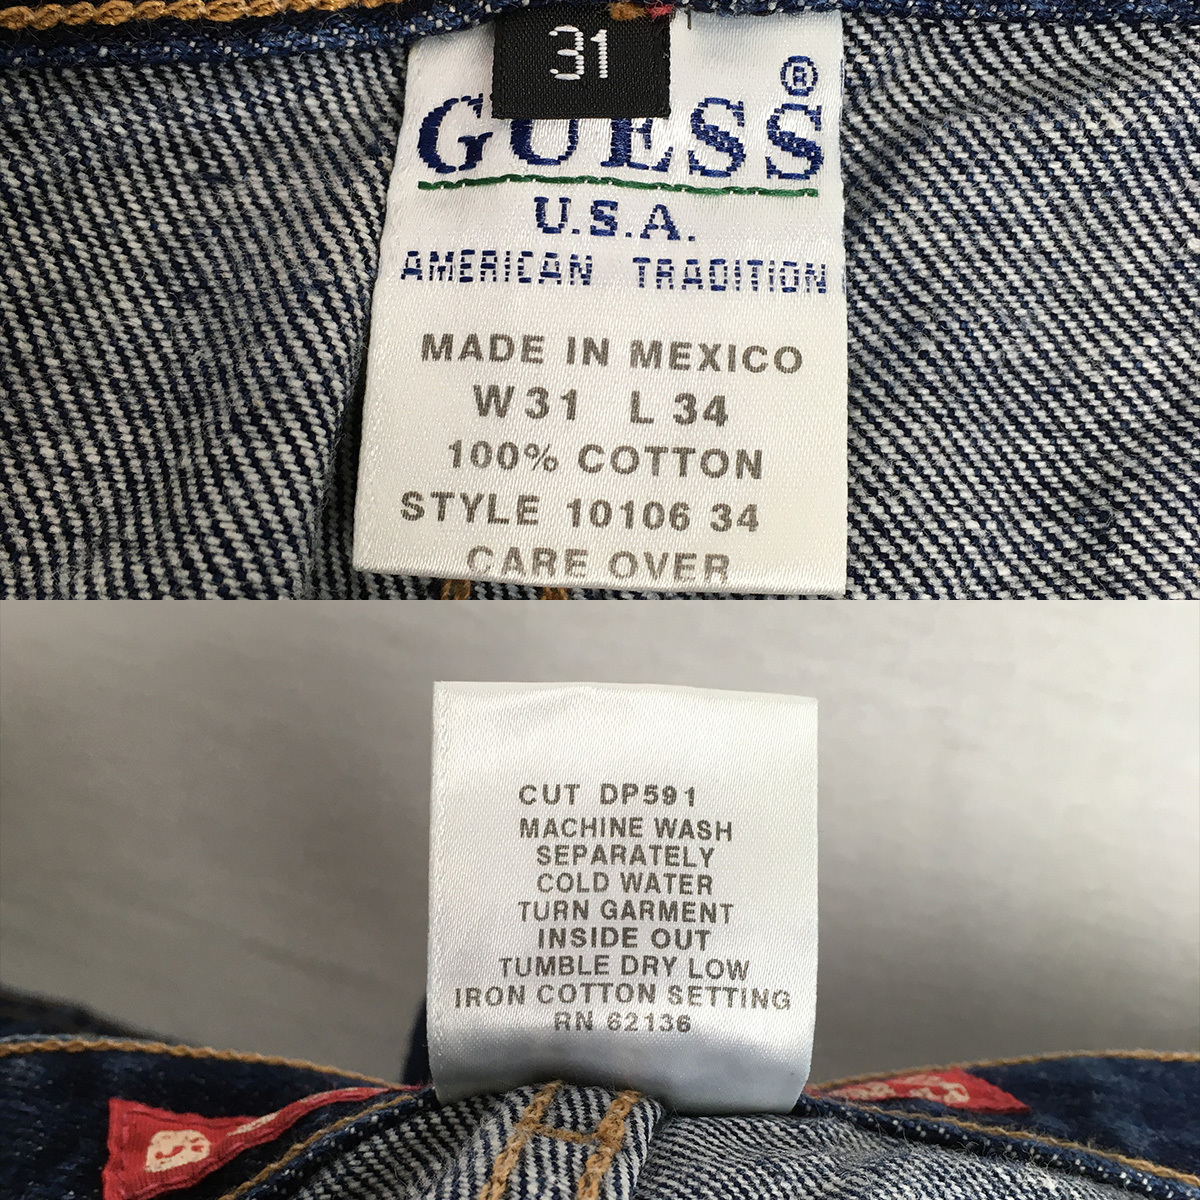 31
GUESS®
U.S.A.
AMERICAN TRADITION
MADE IN MEXICO
W31 L 34
100% COTTON
STYLE 10106 34
CARE OVER
CUT DP591
MACHINE WASH
SEPARATELY
COLD WATER
TURN GARMENT
INSIDE OUT
TUMBLE DRY LOW
IRON COTTON SETTING
RN 62136